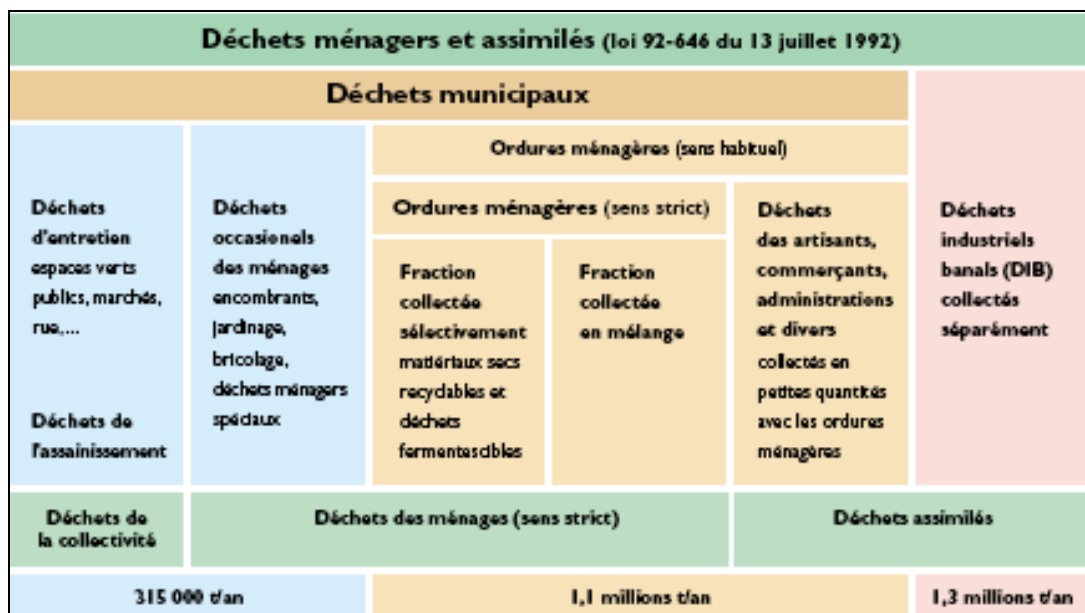 Déchets ménagers et assimilés (loi 92-646 du 13 juillet 1992)
Déchets municipaux
Ordures ménagères (sens habituel)
Ordures ménagères (sens strict)
Déchets
d'entretien
espaces verts
publics, marchés,
rue,...
Déchets de
l'assainissement
Déchets
occasionels
des ménages
encombrants,
jardinage,
bricolage,
déchets ménagers
spéciaux
Fraction
collectée
sélectivement
matériaux secs
recyclables et
déchets
fermentescibles
Fraction
collectée
en mélange
Déchets
des artisants,
commerçants,
administrations
et divers
collectés en
petites quantités
avec les ordures
ménagères
Déchets
industriels
banals (DIB)
collectés
séparément
Déchets de
la collectivité
Déchets des ménages (sens strict)
Déchets assimilés
315 000 t/an
1,1 millions t/an
1,3 millions t/an